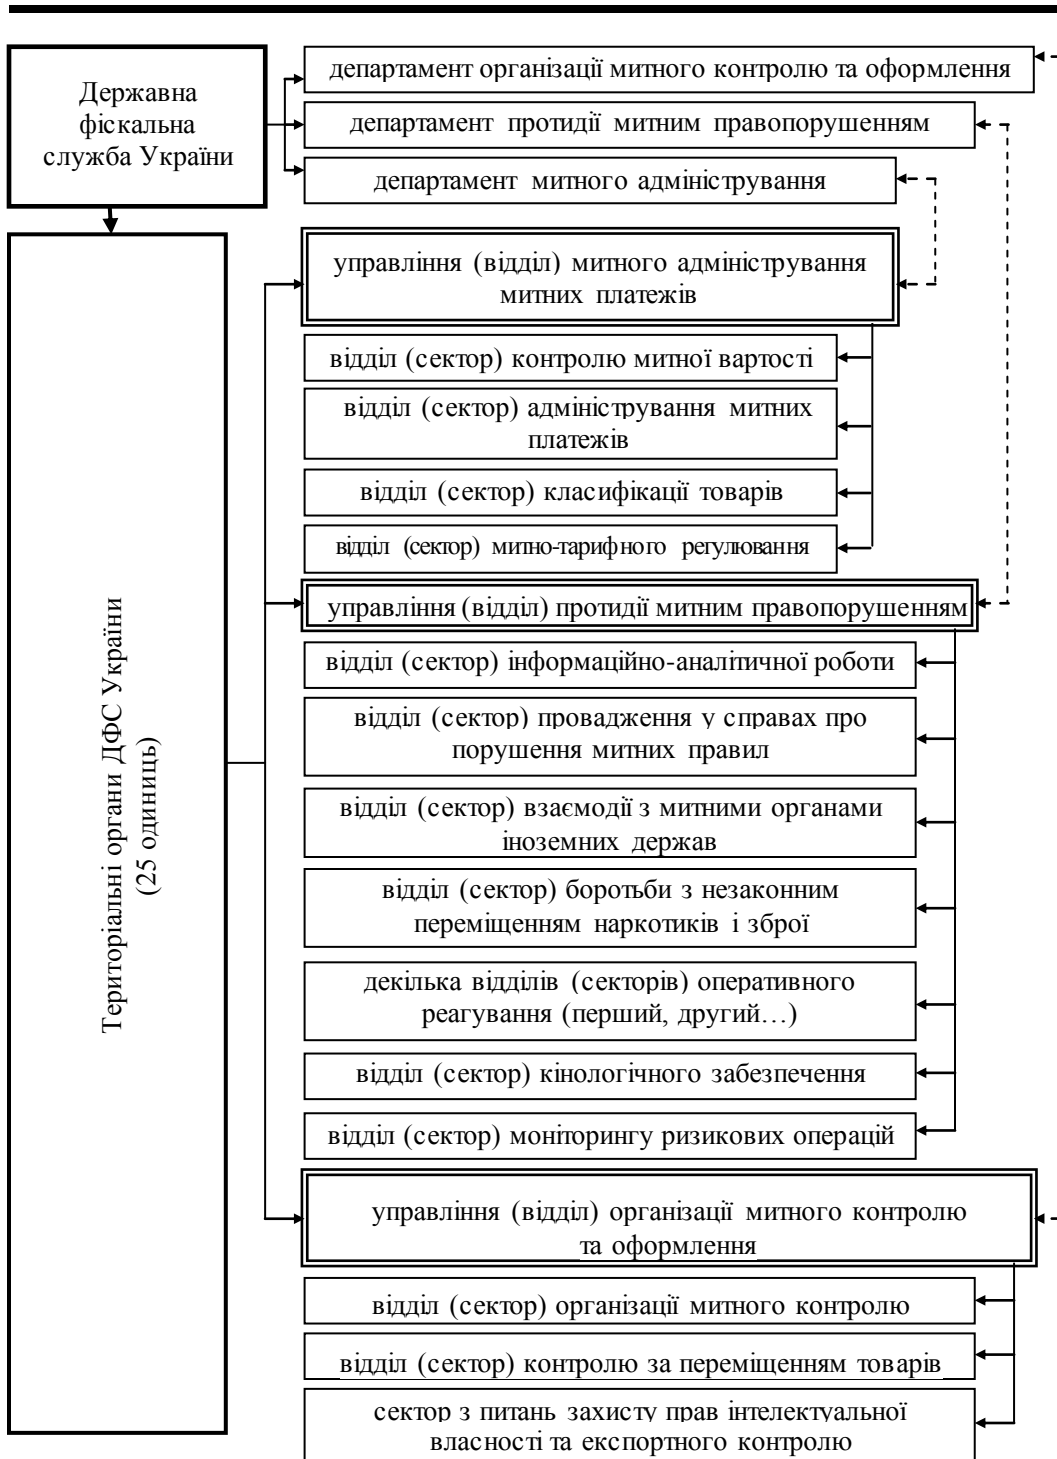 Державна
фіскальна
служба України
департамент організації митного контролю та оформлення
департамент протидії митним правопорушенням
департамент митного адміністрування
Територіальні органи ДФС України
(25 одиниць)
управління (відділ) митного адміністрування
митних платежів
відділ (сектор) контролю митної вартості
відділ (сектор) адміністрування митних
платежів
відділ (сектор) класифікації товарів
відділ (сектор) митно-тарифного регулювання
управління (відділ) протидії митним правопорушенням
відділ (сектор) інформаційно-аналітичної роботи
відділ (сектор) провадження у справах про
порушення митних правил
відділ (сектор) взаємодії з митними органами
іноземних держав
відділ (сектор) боротьби з незаконним
переміщенням наркотиків і зброї
декілька відділів (секторів) оперативного
реагування (перший, другий…)
відділ (сектор) кінологічного забезпечення
відділ (сектор) моніторингу ризикових операцій
управління (відділ) організації митного контролю
та оформлення
відділ (сектор) організації митного контролю
відділ (сектор) контролю за переміщенням товарів
сектор з питань захисту прав інтелектуальної
власності та експортного контролю